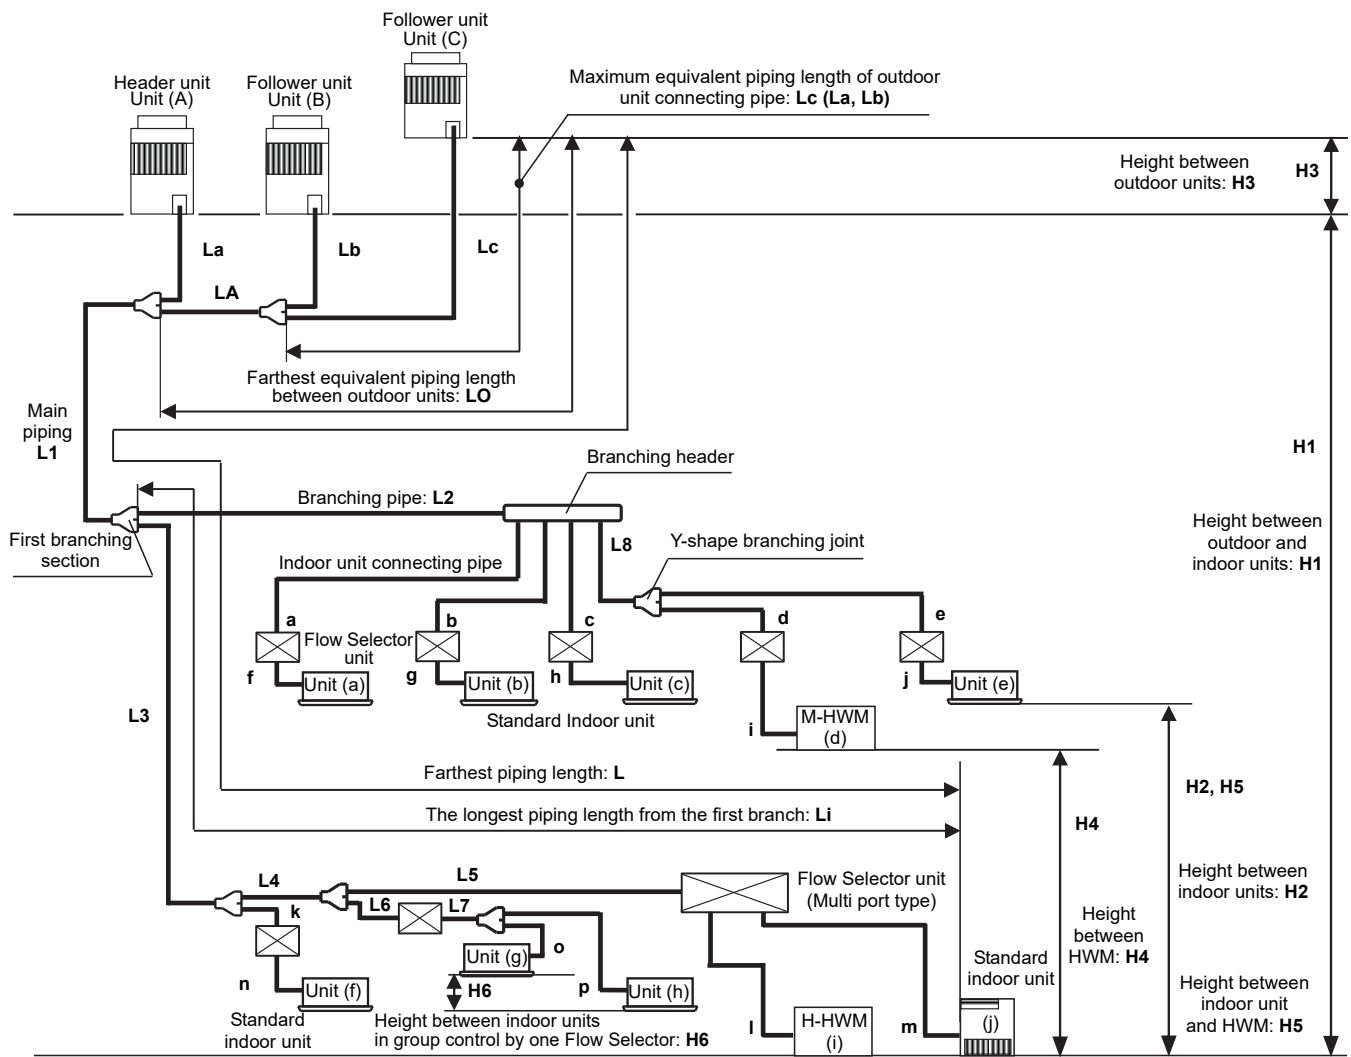 Follower unit
Unit (C)
Header unit
Unit (A)
Follower unit
Unit (B)
Maximum equivalent piping length of outdoor
unit connecting pipe: Lc (La, Lb)
Height between
outdoor units: H3
H3
La
Lb
Lc
LA
Farthest equivalent piping length
between outdoor units: LO
Main
piping
L1
H1
Branching header
Branching pipe: L2
First branching
section
Indoor unit connecting pipe
L8
Y-shape branching joint
Height between
outdoor and
indoor units: H1
a
b
c
d
e
Flow Selector
unit
f
g
h
i
j
Unit (a)
Unit (b)
Unit (c)
Unit (e)
Standard Indoor unit
M-HWM
(d)
L3
Farthest piping length: L
H2, H5
The longest piping length from the first branch: Li
H4
L4
L5
L6
L7
k
Flow Selector unit
(Multi port type)
Height between
indoor units: H2
Height
between
HWM: H4
Unit (g)
o
Standard
indoor unit
n
Unit (f)
H6
p
Unit (h)
Height between
indoor unit
and HWM: H5
Standard
indoor unit
Height between indoor units
in group control by one Flow Selector: H6
l
H-HWM
(i)
m
(j)